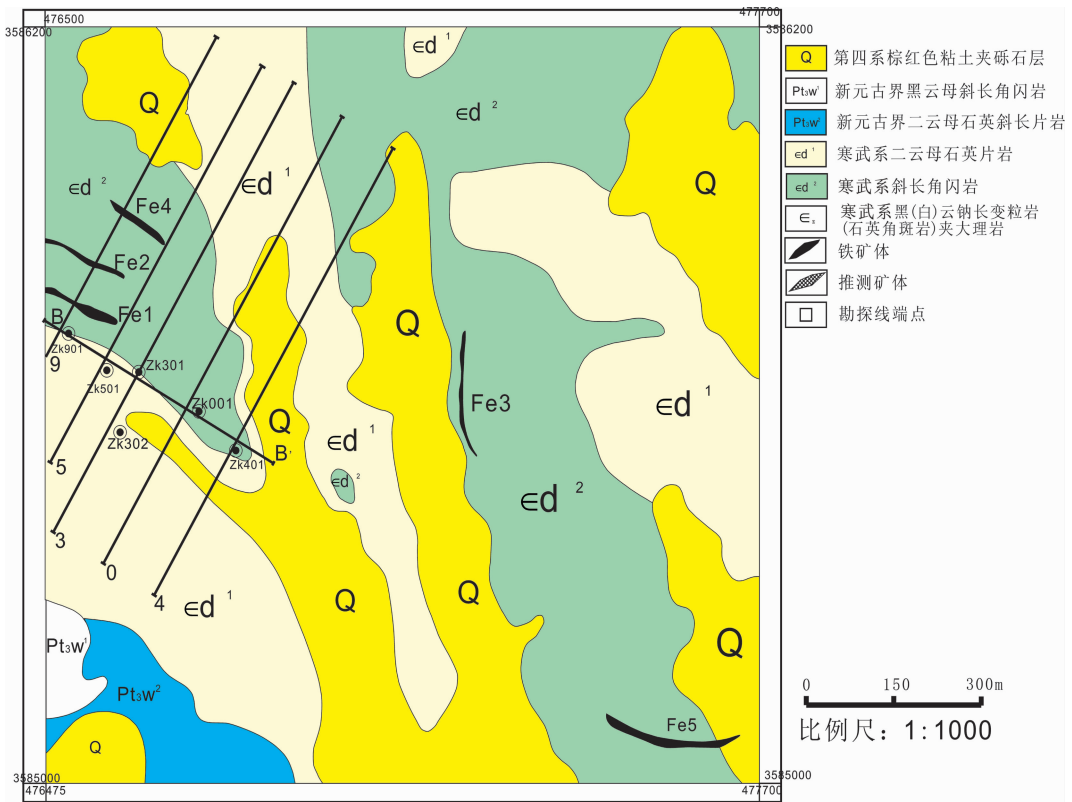 476500
477700
3586200
3586200
∈d 1
Q
∈d 2
∈d 1
∈d 2
Q
Fe4
Fe2
Fe1
B
Zk901
9
Zk501
Zk301
Zk001
Zk302
Zk401
B'
Q
Q
Fe3
∈d 1
∈d 1
∈d 2
∈d 2
5
3
0
4
∈d 1
Q
Q
Q
Pt3w1
Pt3w2
Q
Fe5
3585000
3585000
476475
477700
Q 第四系棕红色粘土夹砾石层
Pt3w1 新元古界黑云母斜长角闪岩
Pt3w2 新元古界二云母石英斜长片岩
∈d 1 寒武系二云母石英片岩
∈d 2 寒武系斜长角闪岩
∈s 寒武系黑(白)云钠长变粒岩
(石英角斑岩)夹大理岩
铁矿体
推测矿体
勘探线端点
0 150 300m
比例尺：1:1000